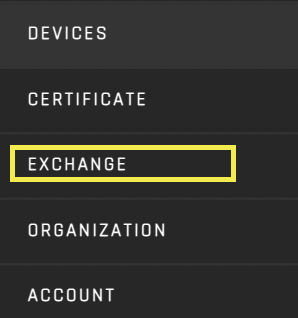 DEVICES
CERTIFICATE
EXCHANGE
ORGANIZATION
ACCOUNT